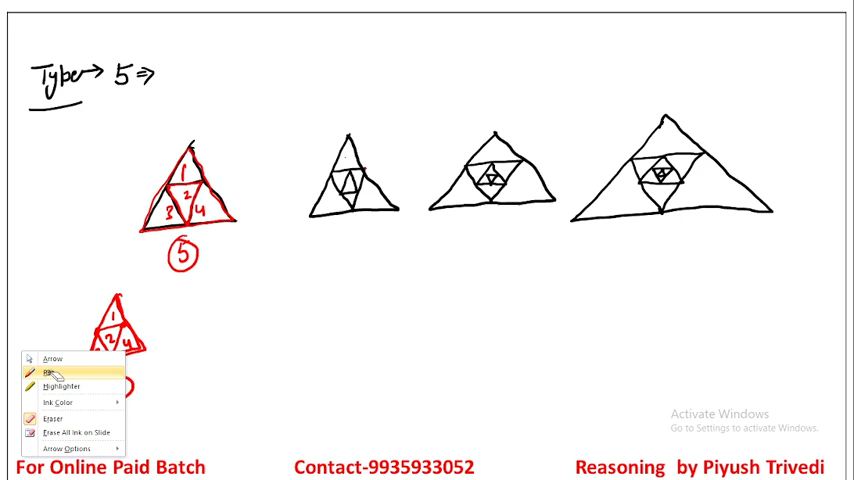 Type → 5 ⇒
1
2
3 4
5
1
2 4
Arrow
Highlighter
Ink Color
Eraser
Erase All Ink on Slide
Arrow Options
Activate Windows
Go to Settings to activate Windows.
For Online Paid Batch Contact-9935933052 Reasoning by Piyush Trivedi